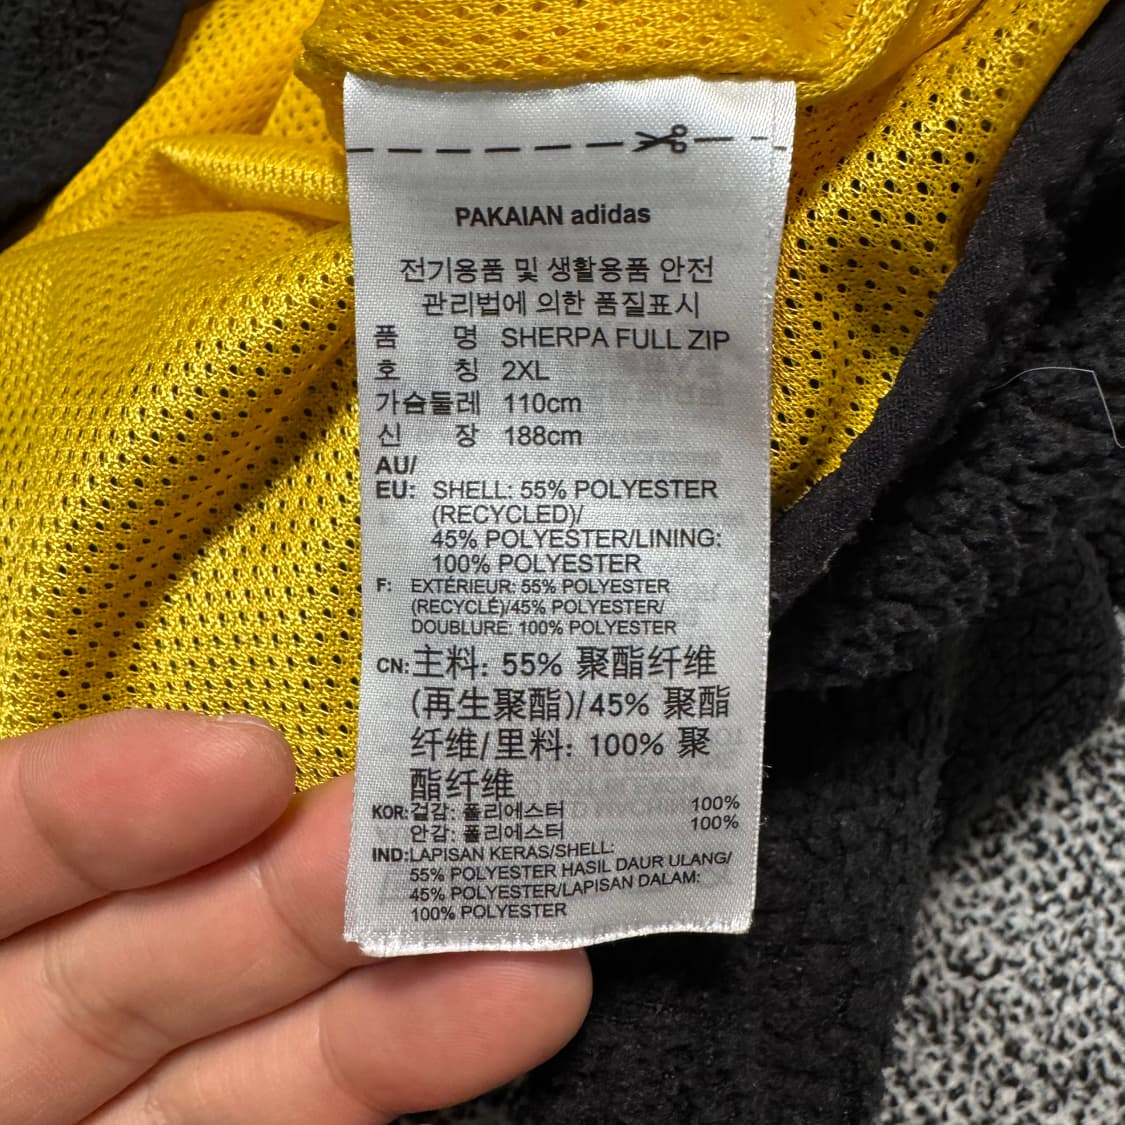 PAKAIAN adidas
전기용품 및 생활용품 안전
관리법에 의한 품질표시
품 명 SHERPA FULL ZIP
호 칭 2XL
가슴둘레 110cm
신 장 188cm
AU/
EU: SHELL: 55% POLYESTER
(RECYCLED)/
45% POLYESTER/LINING:
100% POLYESTER
F: EXTÉRIEUR: 55% POLYESTER
(RECYCLÉ)/45% POLYESTER/
DOUBLURE: 100% POLYESTER
CN: 主料: 55% 聚酯纤维
(再生聚酯)/45% 聚酯
纤维/里料: 100% 聚
酯纤维
KOR: 겉감: 폴리에스터 100%
안감: 폴리에스터 100%
IND: LAPISAN KERAS/SHELL:
55% POLYESTER HASIL DAUR ULANG/
45% POLYESTER/LAPISAN DALAM:
100% POLYESTER